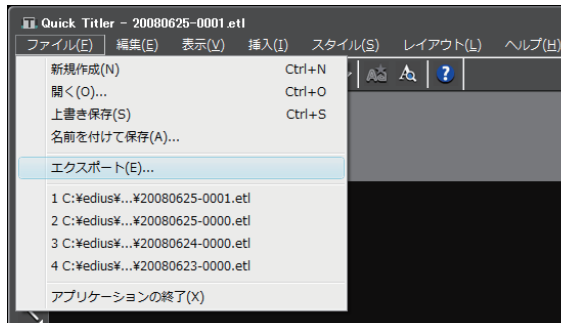 Quick Titler - 20080625-0001.etl
ファイル(F) 編集(E) 表示(V) 挿入(I) スタイル(S) レイアウト(L) ヘルプ(H)
新規作成(N) Ctrl+N
開く(O)... Ctrl+O
上書き保存(S) Ctrl+S
名前を付けて保存(A)...
エクスポート(E)...
1 C:¥edius¥...¥20080625-0001.etl
2 C:¥edius¥...¥20080625-0000.etl
3 C:¥edius¥...¥20080624-0000.etl
4 C:¥edius¥...¥20080623-0000.etl
アプリケーションの終了(X)